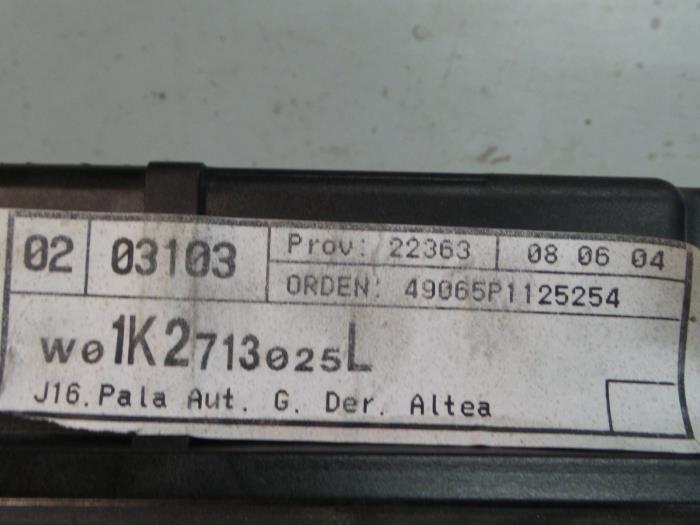 02 03103 Prov: 22363 08 06 04
ORDEN: 49065P1125254
W01K2713025L
J16. Pala Aut. G. Der. Altea